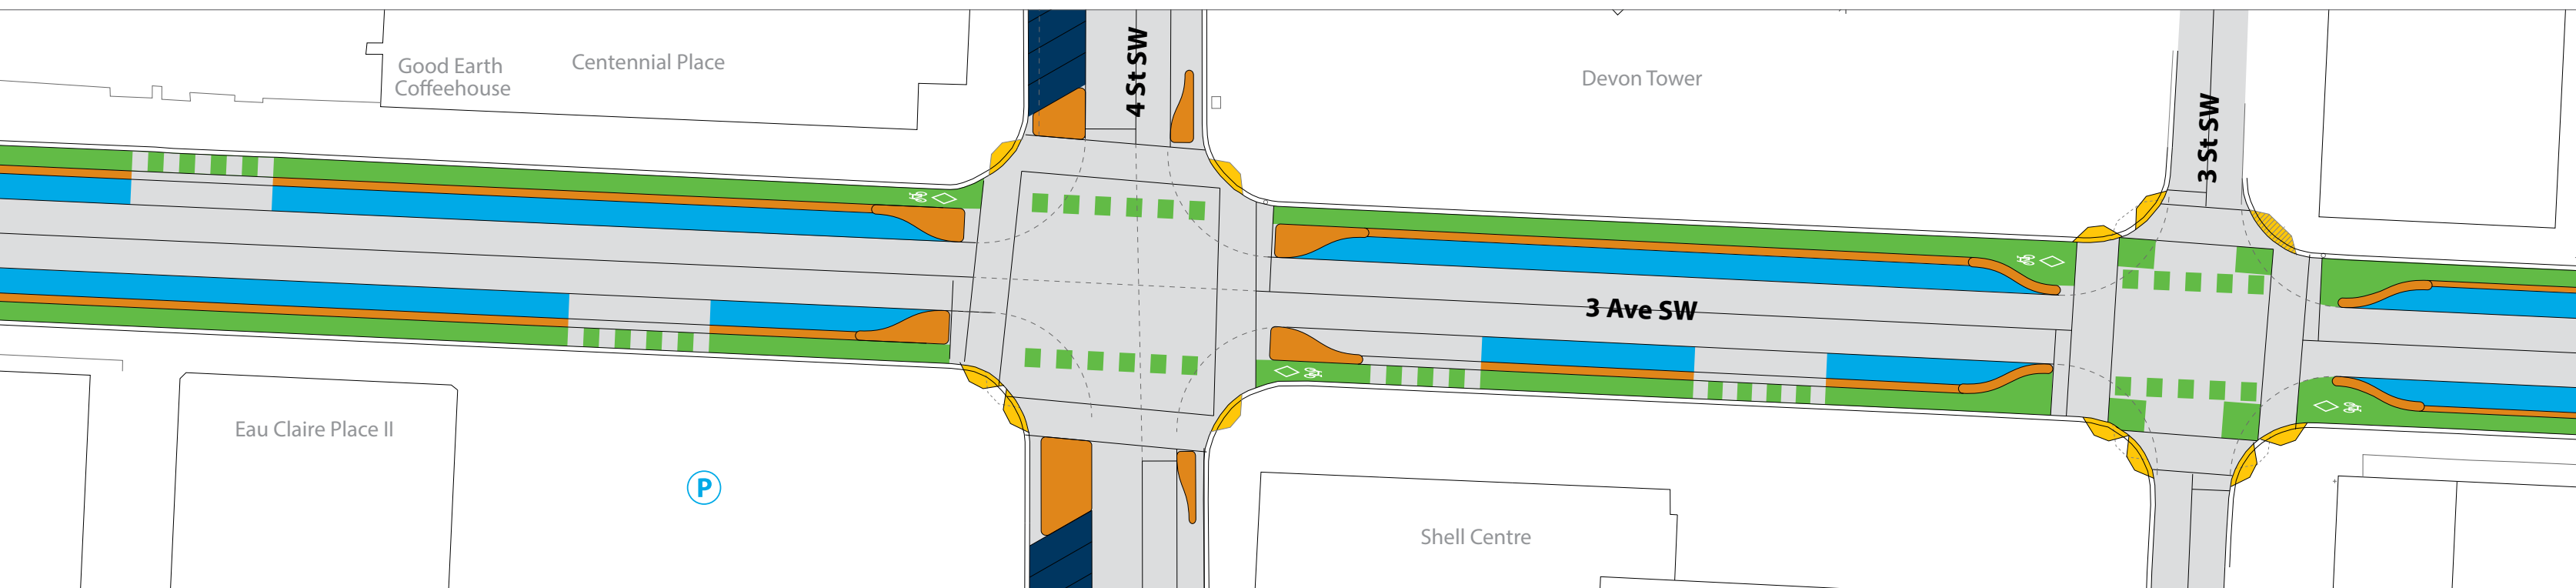 Good Earth
Coffeehouse
Centennial Place
4 St SW
Devon Tower
3 St SW
3 Ave SW
Eau Claire Place II
P
Shell Centre